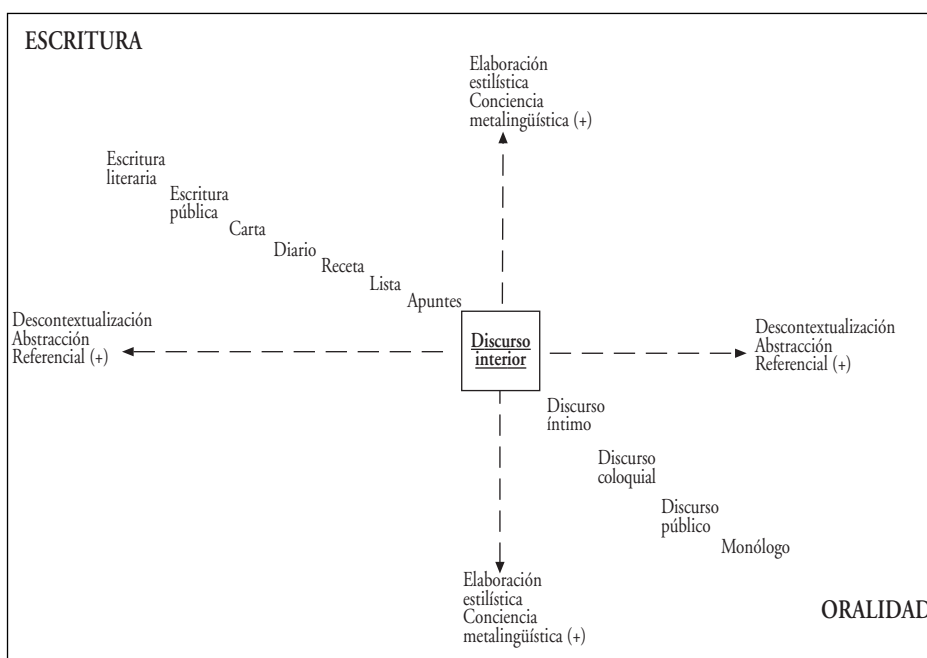 ESCRITURA
Elaboración
estilística
Conciencia
metalingüística (+)
Escritura
literaria
Escritura
pública
Carta
Diario
Receta
Lista
Apuntes
Descontextualización
Abstracción
Referencial (+)
Discurso
interior
Descontextualización
Abstracción
Referencial (+)
Discurso
íntimo
Discurso
coloquial
Discurso
público
Monólogo
Elaboración
estilística
Conciencia
metalingüística (+)
ORALIDAD